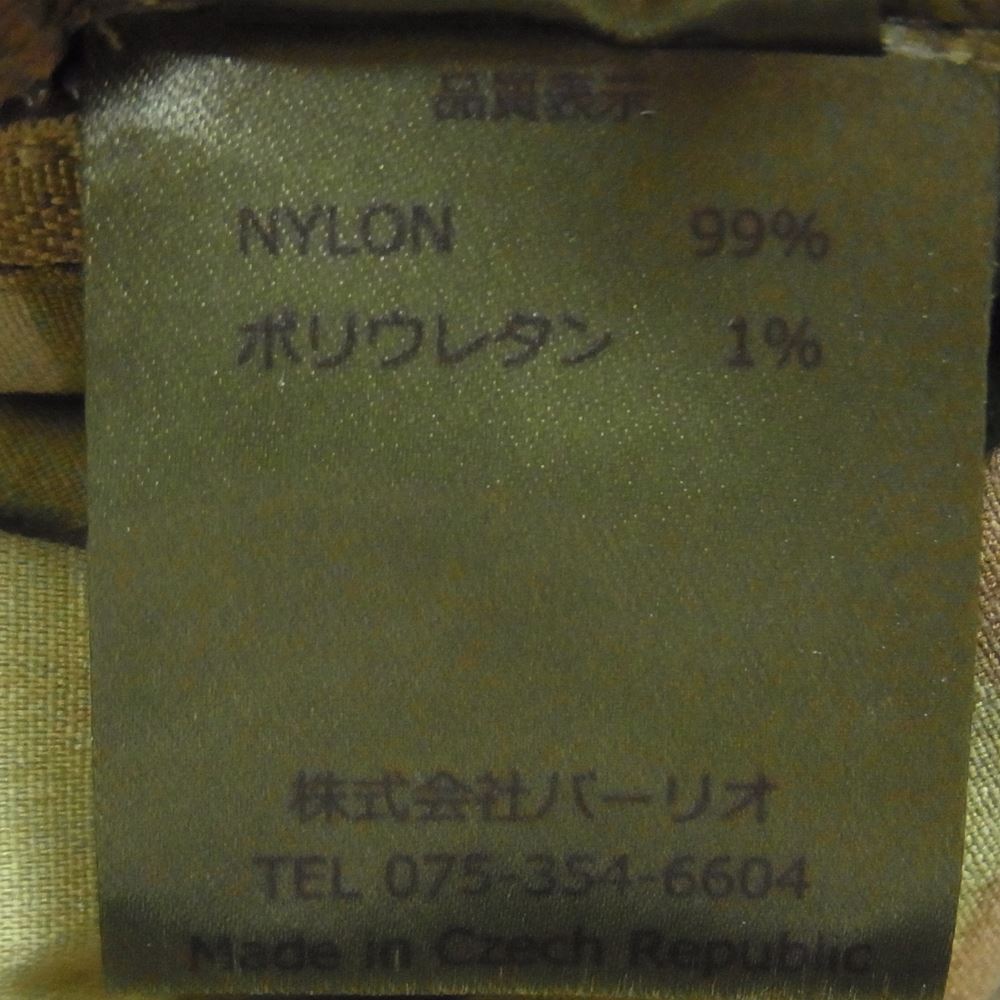 品質表示
NYLON 99%
ポリウレタン 1%
株式会社バーリオ
TEL 075-354-6604
Made in Czech Republic